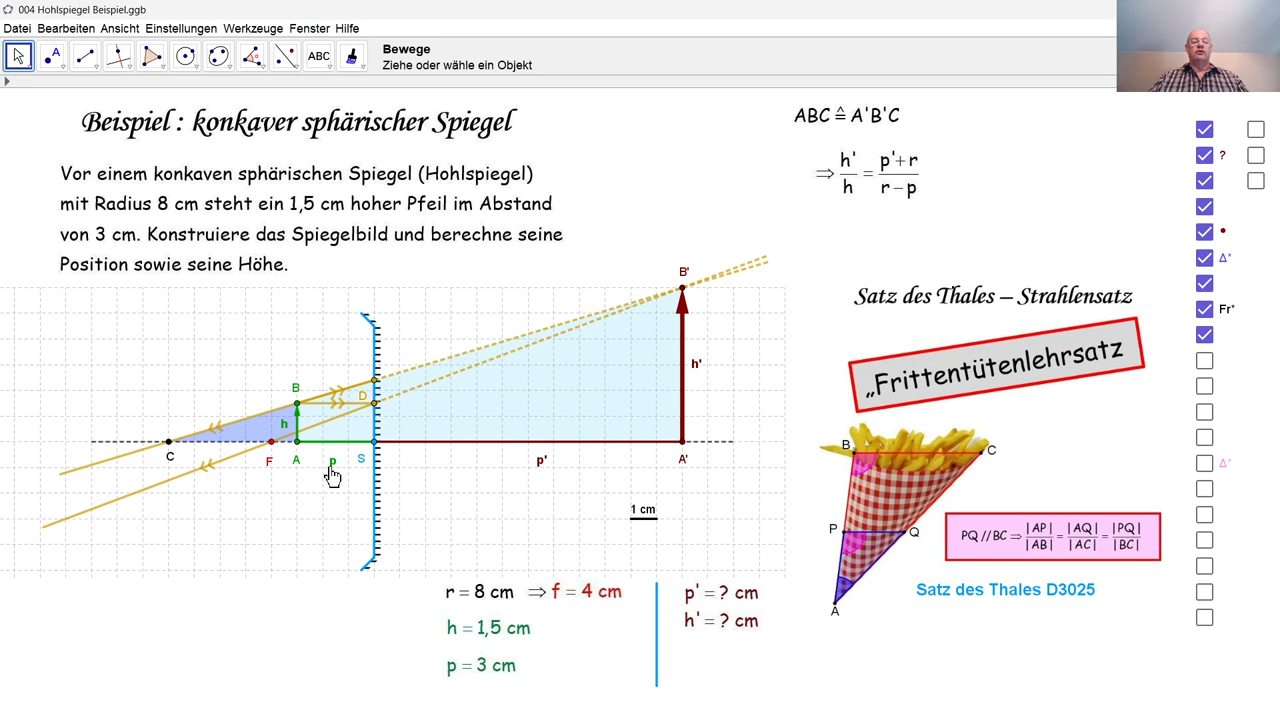 004 Hohlspiegel Beispiel.ggb
Datei Bearbeiten Ansicht Einstellungen Werkzeuge Fenster Hilfe
A
ABC
Bewege
Ziehe oder wähle ein Objekt
Beispiel : konkaver sphärischer Spiegel
Vor einem konkaven sphärischen Spiegel (Hohlspiegel)
mit Radius 8 cm steht ein 1,5 cm hoher Pfeil im Abstand
von 3 cm. Konstruiere das Spiegelbild und berechne seine
Position sowie seine Höhe.
ABC ≙ A'B'C
⇒ h'/h = p'+r / r−p
?
Δ*
Fr*
Δ*
B'
h'
B
D
h
C
F
A
p
S
p'
A'
1 cm
r = 8 cm ⇒ f = 4 cm
h = 1,5 cm
p = 3 cm
p' = ? cm
h' = ? cm
Satz des Thales – Strahlensatz
„Frittentütenlehrsatz
B
C
P
Q
A
PQ // BC ⇒ |AP|/|AB| = |AQ|/|AC| = |PQ|/|BC|
Satz des Thales D3025